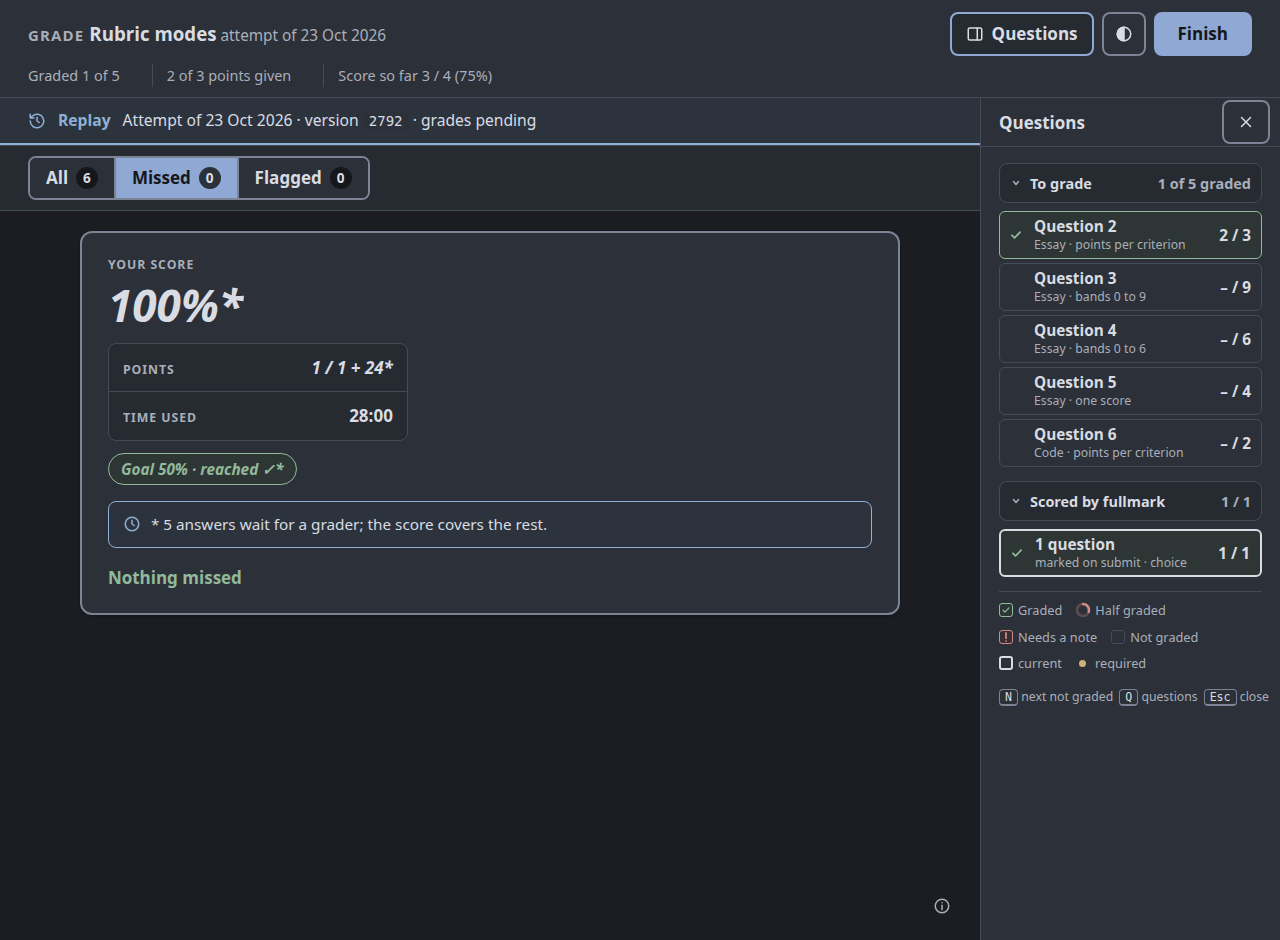 GRADE Rubric modes attempt of 23 Oct 2026
Questions
Finish
Graded 1 of 5
2 of 3 points given
Score so far 3 / 4 (75%)
Replay Attempt of 23 Oct 2026 · version 2792 · grades pending
All 6
Missed 0
Flagged 0
YOUR SCORE
100%*
POINTS 1 / 1 + 24*
TIME USED 28:00
Goal 50% · reached ✓*
* 5 answers wait for a grader; the score covers the rest.
Nothing missed
Questions
To grade 1 of 5 graded
Question 2
Essay · points per criterion
2 / 3
Question 3
Essay · bands 0 to 9
– / 9
Question 4
Essay · bands 0 to 6
– / 6
Question 5
Essay · one score
– / 4
Question 6
Code · points per criterion
– / 2
Scored by fullmark 1 / 1
1 question
marked on submit · choice
1 / 1
Graded Half graded
Needs a note Not graded
current required
N next not graded Q questions Esc close